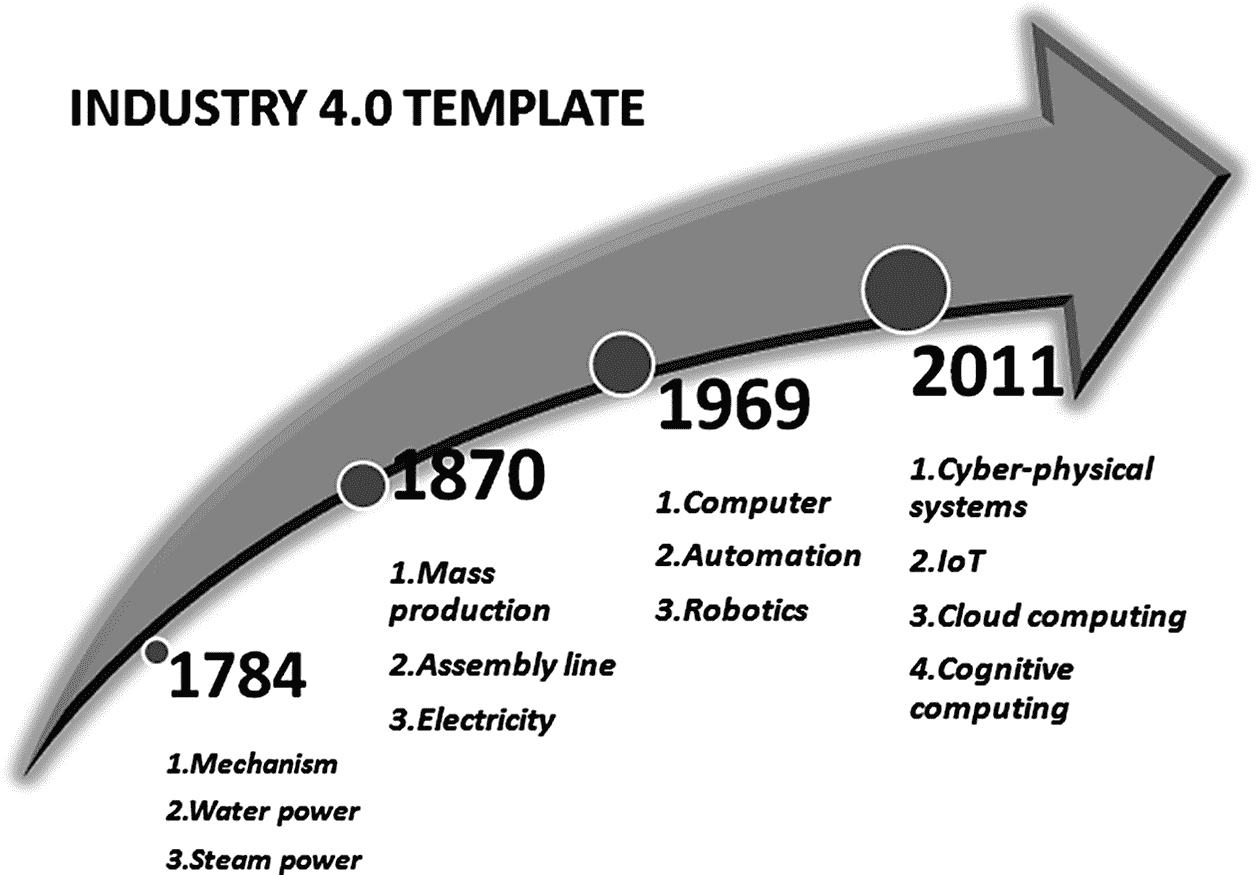 INDUSTRY 4.0 TEMPLATE
1784
1.Mechanism
2.Water power
3.Steam power
1870
1.Mass
production
2.Assembly line
3.Electricity
1969
1.Computer
2.Automation
3.Robotics
2011
1.Cyber-physical
systems
2.IoT
3.Cloud computing
4.Cognitive
computing